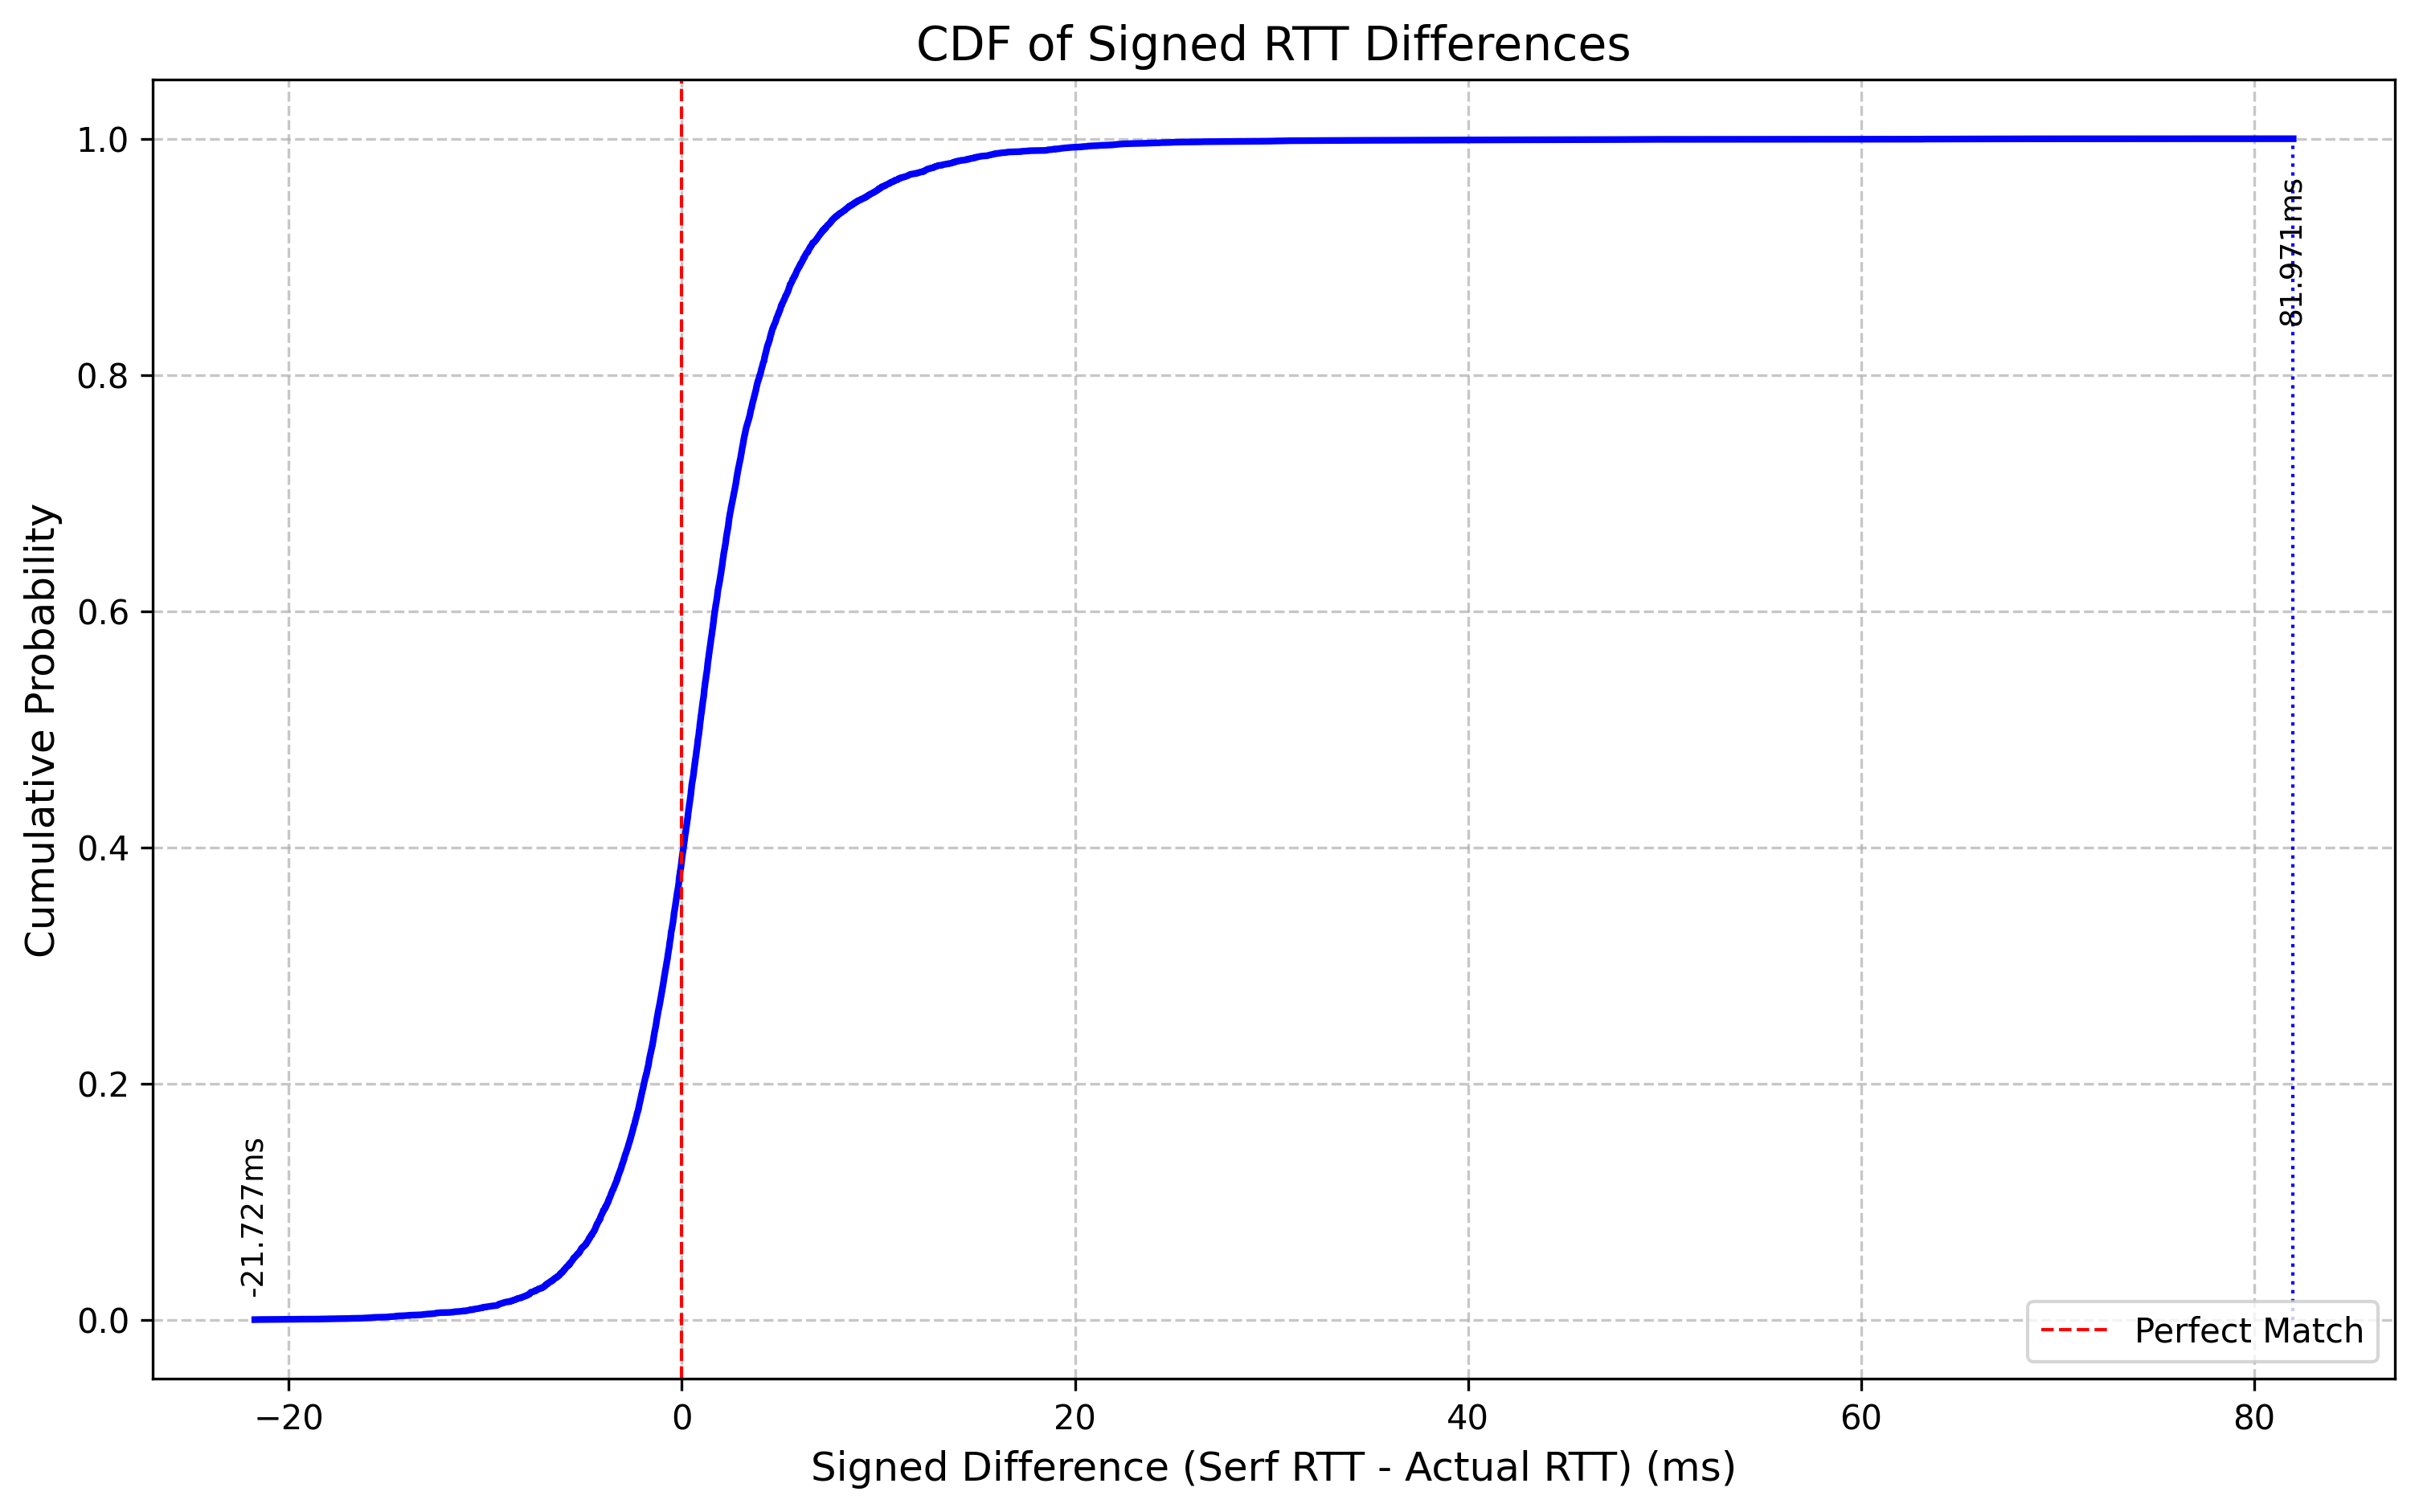 CDF of Signed RTT Differences
Cumulative Probability
1.0
0.8
0.6
0.4
0.2
0.0
-21.727ms
81.971ms
Perfect Match
−20
0
20
40
60
80
Signed Difference (Serf RTT - Actual RTT) (ms)